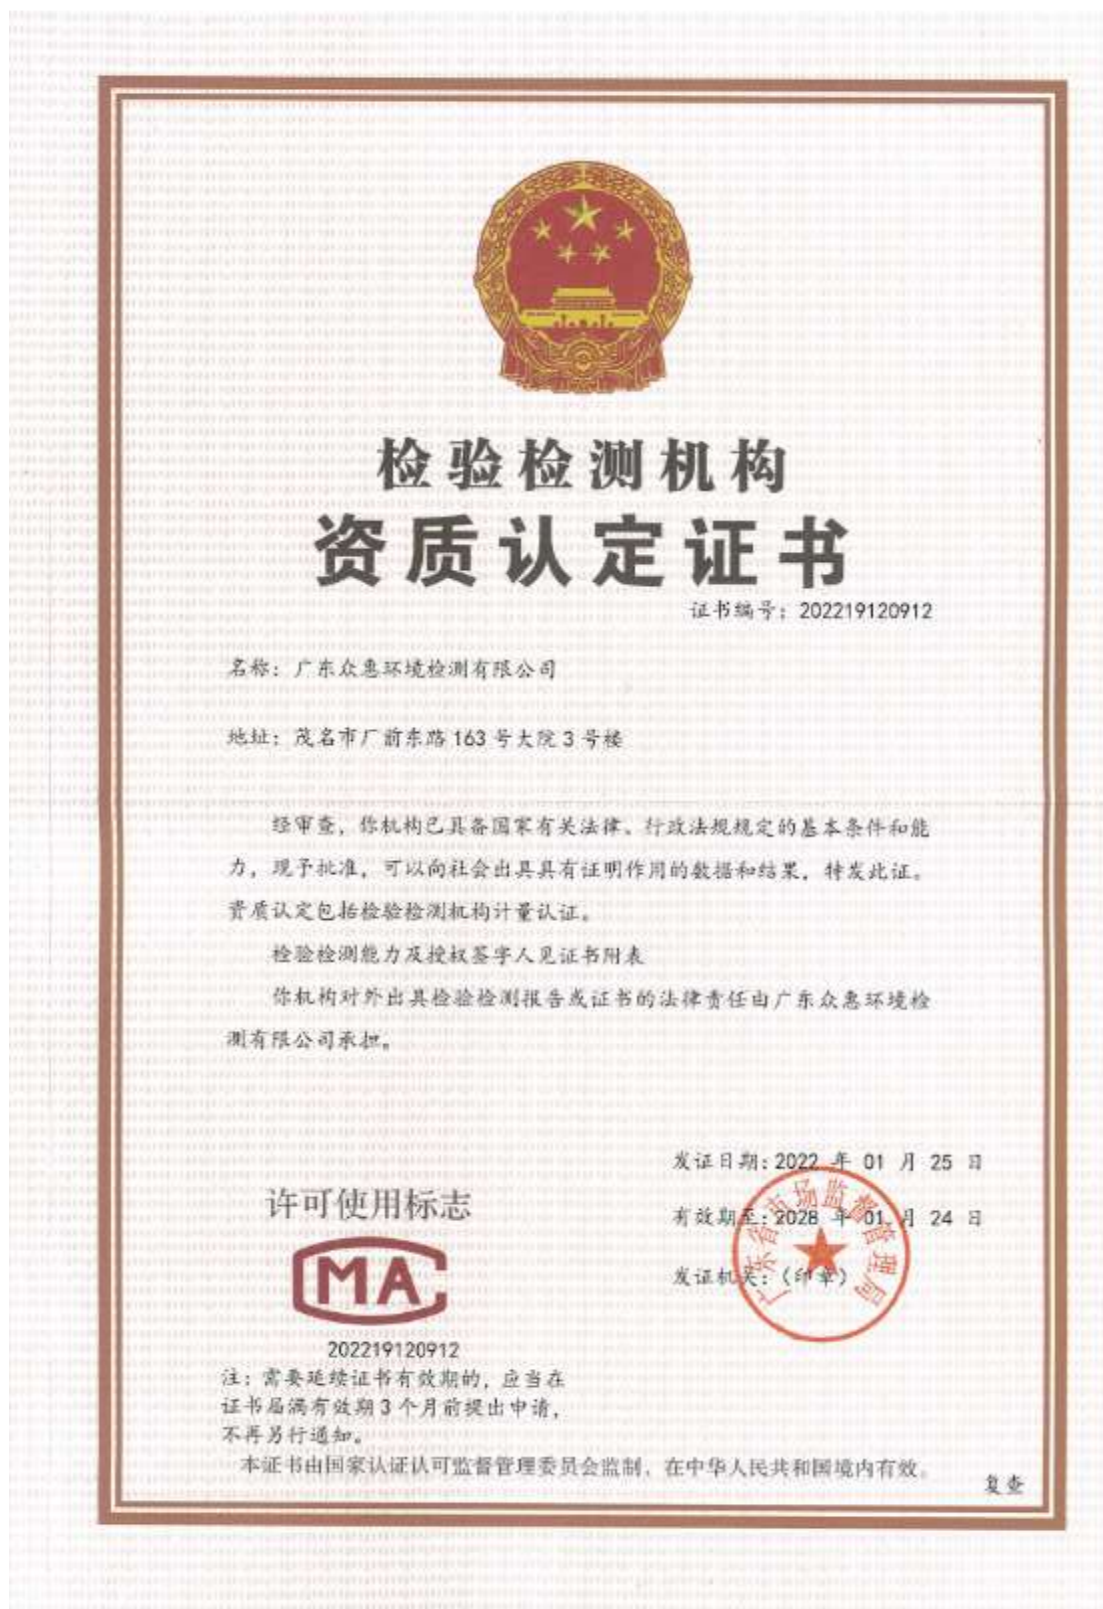 检验检测机构
资质认定证书
证书编号：202219120912
名称：广东众惠环境检测有限公司
地址：茂名市厂前东路163号大院3号楼
经审查，你机构已具备国家有关法律、行政法规规定的基本条件和能
力，现予批准，可以向社会出具具有证明作用的数据和结果，特发此证。
资质认定包括检验检测机构计量认证。
检验检测能力及授权签字人见证书附表
你机构对外出具检验检测报告或证书的法律责任由广东众惠环境检
测有限公司承担。
许可使用标志
MA
202219120912
注：需要延续证书有效期的，应当在
证书届满有效期3个月前提出申请，
不再另行通知。
发证日期:2022 年 01 月 25 日
有效期至:2028 年 01 月 24 日
发证机关:（印章）
广东省市场监督管理局
本证书由国家认证认可监督管理委员会监制，在中华人民共和国境内有效。
复查